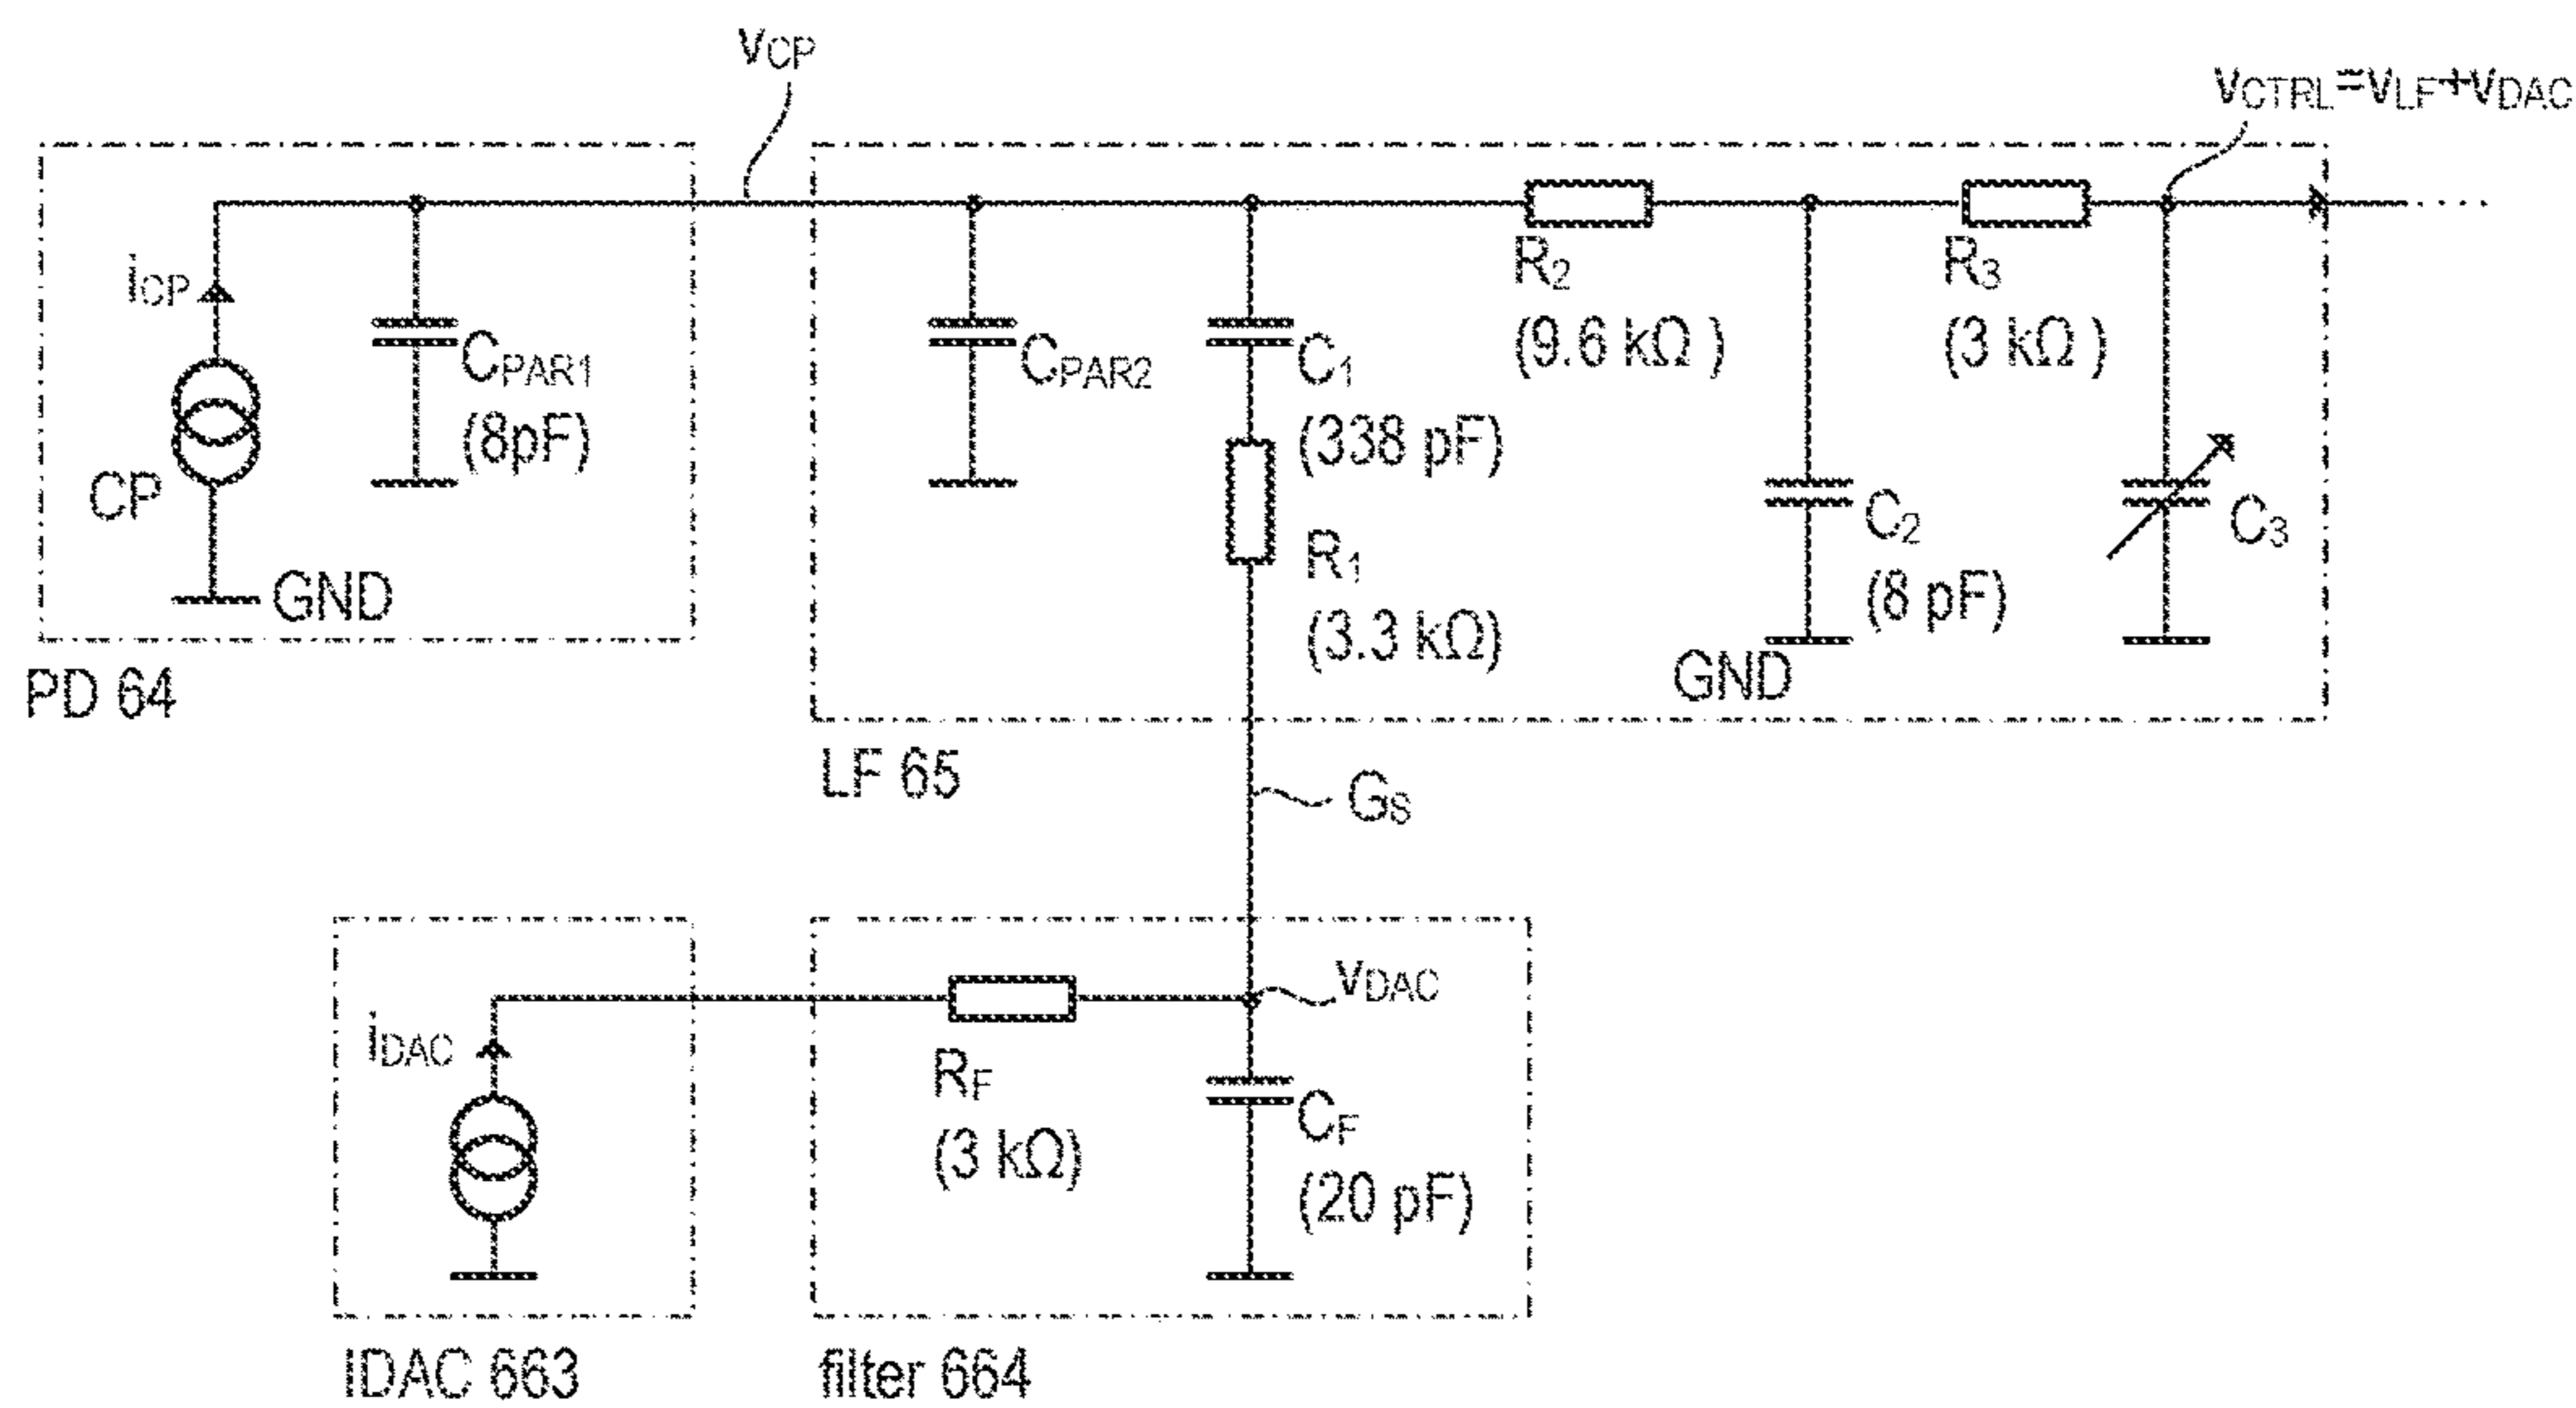 vCP
vCTRL=vLF+vDAC
iCP
CP
GND
CPAR1
(8pF)
PD 64
CPAR2
C1
(338 pF)
R1
(3.3 kΩ)
R2
(9.6 kΩ )
R3
(3 kΩ )
C2
(8 pF)
GND
C3
LF 65
GS
iDAC
IDAC 663
RF
(3 kΩ)
vDAC
CF
(20 pF)
filter 664